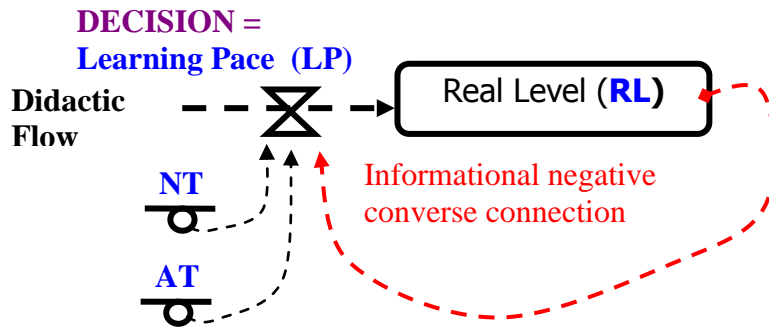 DECISION =
Learning Pace (LP)
Didactic
Flow
Real Level (RL)
NT
Informational negative
converse connection
AT